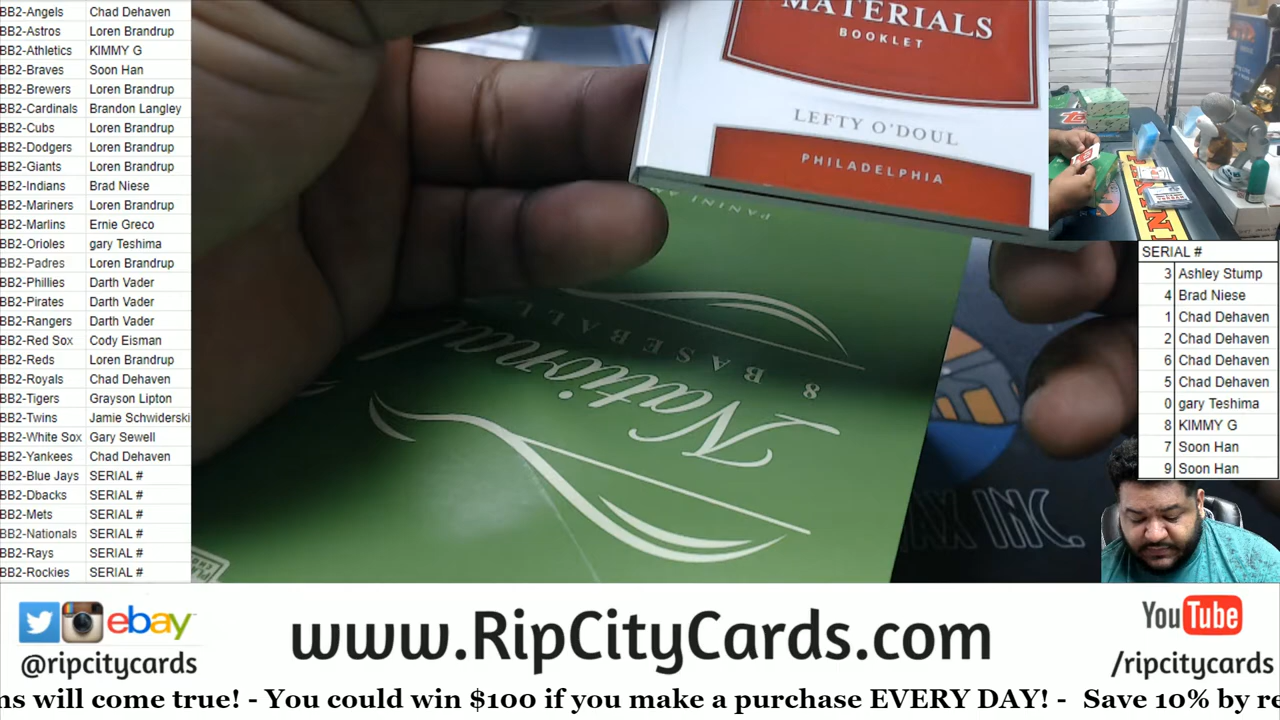 BB2-Angels Chad Dehaven
BB2-Astros Loren Brandrup
BB2-Athletics KIMMY G
BB2-Braves Soon Han
BB2-Brewers Loren Brandrup
BB2-Cardinals Brandon Langley
BB2-Cubs Loren Brandrup
BB2-Dodgers Loren Brandrup
BB2-Giants Loren Brandrup
BB2-Indians Brad Niese
BB2-Mariners Loren Brandrup
BB2-Marlins Ernie Greco
BB2-Orioles gary Teshima
BB2-Padres Loren Brandrup
BB2-Phillies Darth Vader
BB2-Pirates Darth Vader
BB2-Rangers Darth Vader
BB2-Red Sox Cody Eisman
BB2-Reds Loren Brandrup
BB2-Royals Chad Dehaven
BB2-Tigers Grayson Lipton
BB2-Twins Jamie Schwiderski
BB2-White Sox Gary Sewell
BB2-Yankees Chad Dehaven
BB2-Blue Jays SERIAL #
BB2-Dbacks SERIAL #
BB2-Mets SERIAL #
BB2-Nationals SERIAL #
BB2-Rays SERIAL #
BB2-Rockies SERIAL #
MATERIALS
BOOKLET
LEFTY O'DOUL
PHILADELPHIA
PANINI
National
8 BASEBALL
INC.
SERIAL #
3 Ashley Stump
4 Brad Niese
1 Chad Dehaven
2 Chad Dehaven
6 Chad Dehaven
5 Chad Dehaven
0 gary Teshima
8 KIMMY G
7 Soon Han
9 Soon Han
ebay
@ripcitycards
www.RipCityCards.com
YouTube
/ripcitycards
ns will come true! - You could win $100 if you make a purchase EVERY DAY! - Save 10% by re